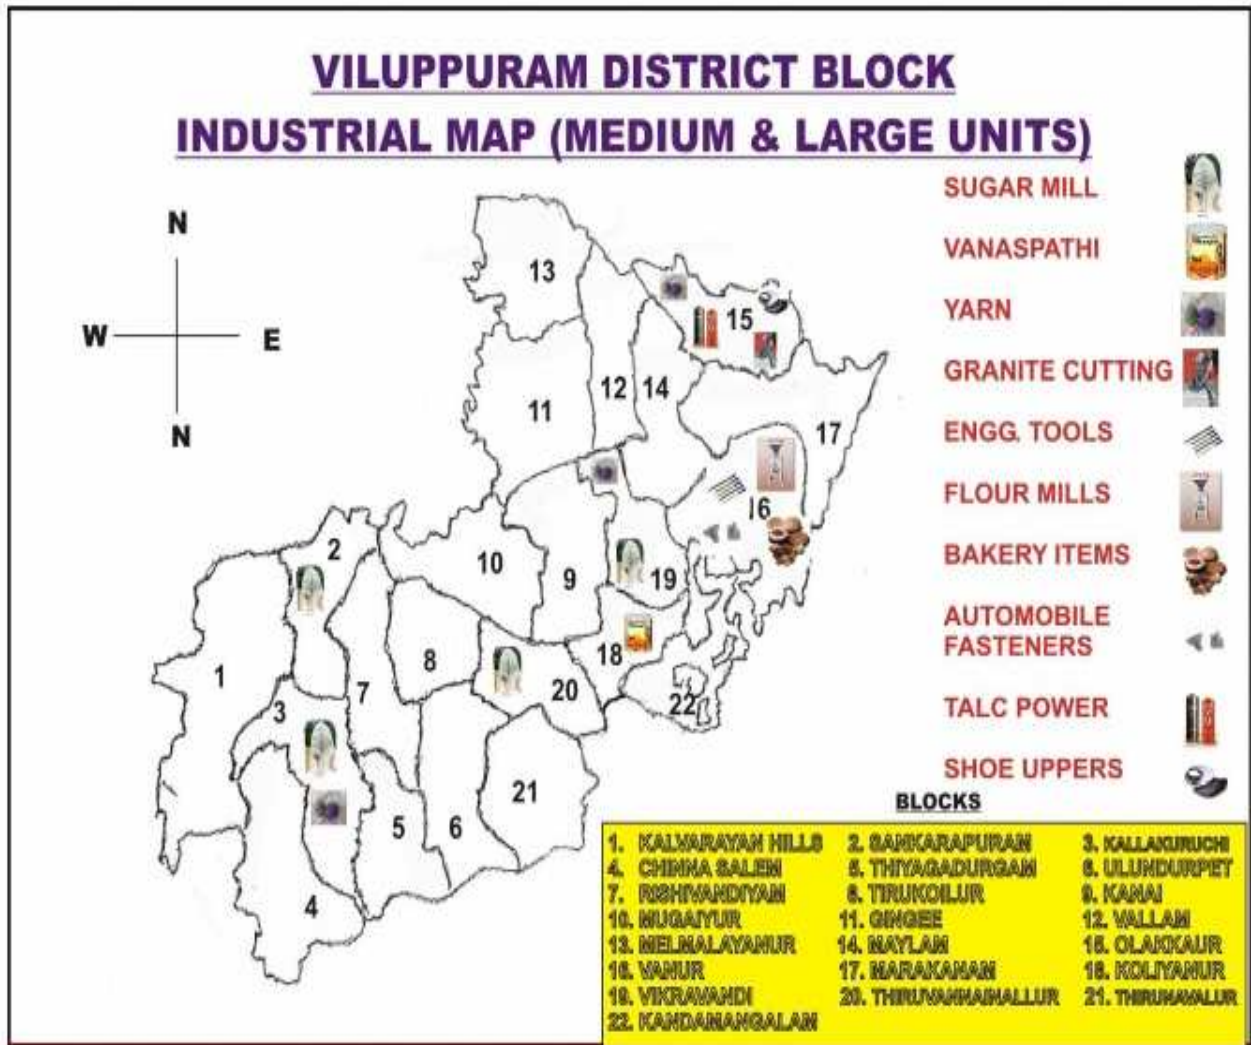 VILUPPURAM DISTRICT BLOCK
INDUSTRIAL MAP (MEDIUM & LARGE UNITS)
N
W E
N
SUGAR MILL
VANASPATHI
YARN
GRANITE CUTTING
ENGG. TOOLS
FLOUR MILLS
BAKERY ITEMS
AUTOMOBILE
FASTENERS
TALC POWER
SHOE UPPERS
13
15
12
14
11
17
16
2
10
9
19
1
8
18
7
20
3
22
21
5
6
4
BLOCKS
1. KALVARAYAN HILLS 2. SANKARAPURAM 3. KALLAKURUCHI
4. CHINNA SALEM 5. THIYAGADURGAM 6. ULUNDURPET
7. RISHIVANDIYAM 8. TIRUKOILUR 9. KANAI
10. MUGAIYUR 11. GINGEE 12. VALLAM
13. MELMALAYANUR 14. MAYLAM 15. OLAKKAUR
16. VANUR 17. MARAKANAM 18. KOLIYANUR
19. VIKRAVANDI 20. THIRUVANNAINALLUR 21. THIRUNAVALUR
22. KANDAMANGALAM